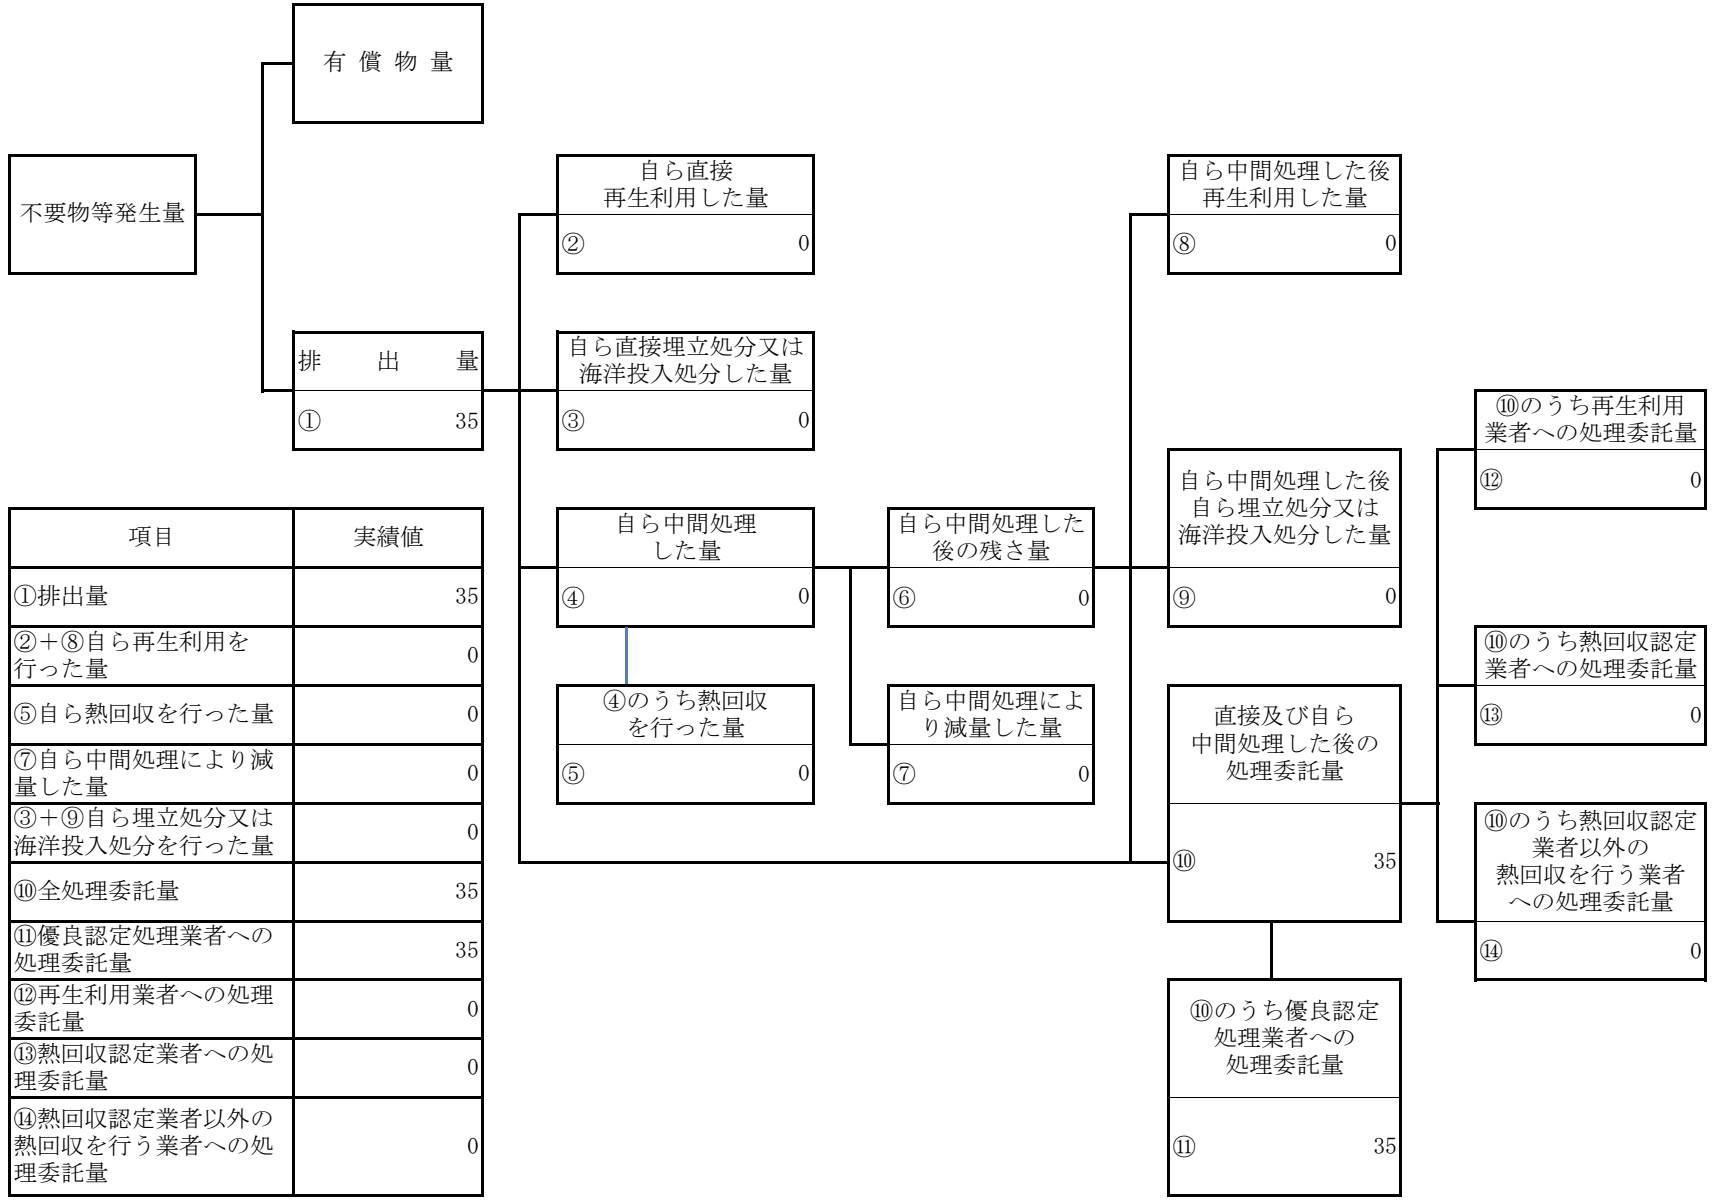 有 償 物 量
不要物等発生量
排 出 量
① 35
自ら直接
再生利用した量
② 0
自ら直接埋立処分又は
海洋投入処分した量
③ 0
自ら中間処理
した量
④ 0
④のうち熱回収
を行った量
⑤ 0
自ら中間処理した
後の残さ量
⑥ 0
自ら中間処理によ
り減量した量
⑦ 0
自ら中間処理した後
再生利用した量
⑧ 0
自ら中間処理した後
自ら埋立処分又は
海洋投入処分した量
⑨ 0
直接及び自ら
中間処理した後の
処理委託量
⑩ 35
⑩のうち優良認定
処理業者への
処理委託量
⑪ 35
⑩のうち再生利用
業者への処理委託量
⑫ 0
⑩のうち熱回収認定
業者への処理委託量
⑬ 0
⑩のうち熱回収認定
業者以外の
熱回収を行う業者
への処理委託量
⑭ 0
項目 実績値
①排出量 35
②＋⑧自ら再生利用を
行った量 0
⑤自ら熱回収を行った量 0
⑦自ら中間処理により減
量した量 0
③＋⑨自ら埋立処分又は
海洋投入処分を行った量 0
⑩全処理委託量 35
⑪優良認定処理業者への
処理委託量 35
⑫再生利用業者への処理
委託量 0
⑬熱回収認定業者への処
理委託量 0
⑭熱回収認定業者以外の
熱回収を行う業者への処
理委託量 0